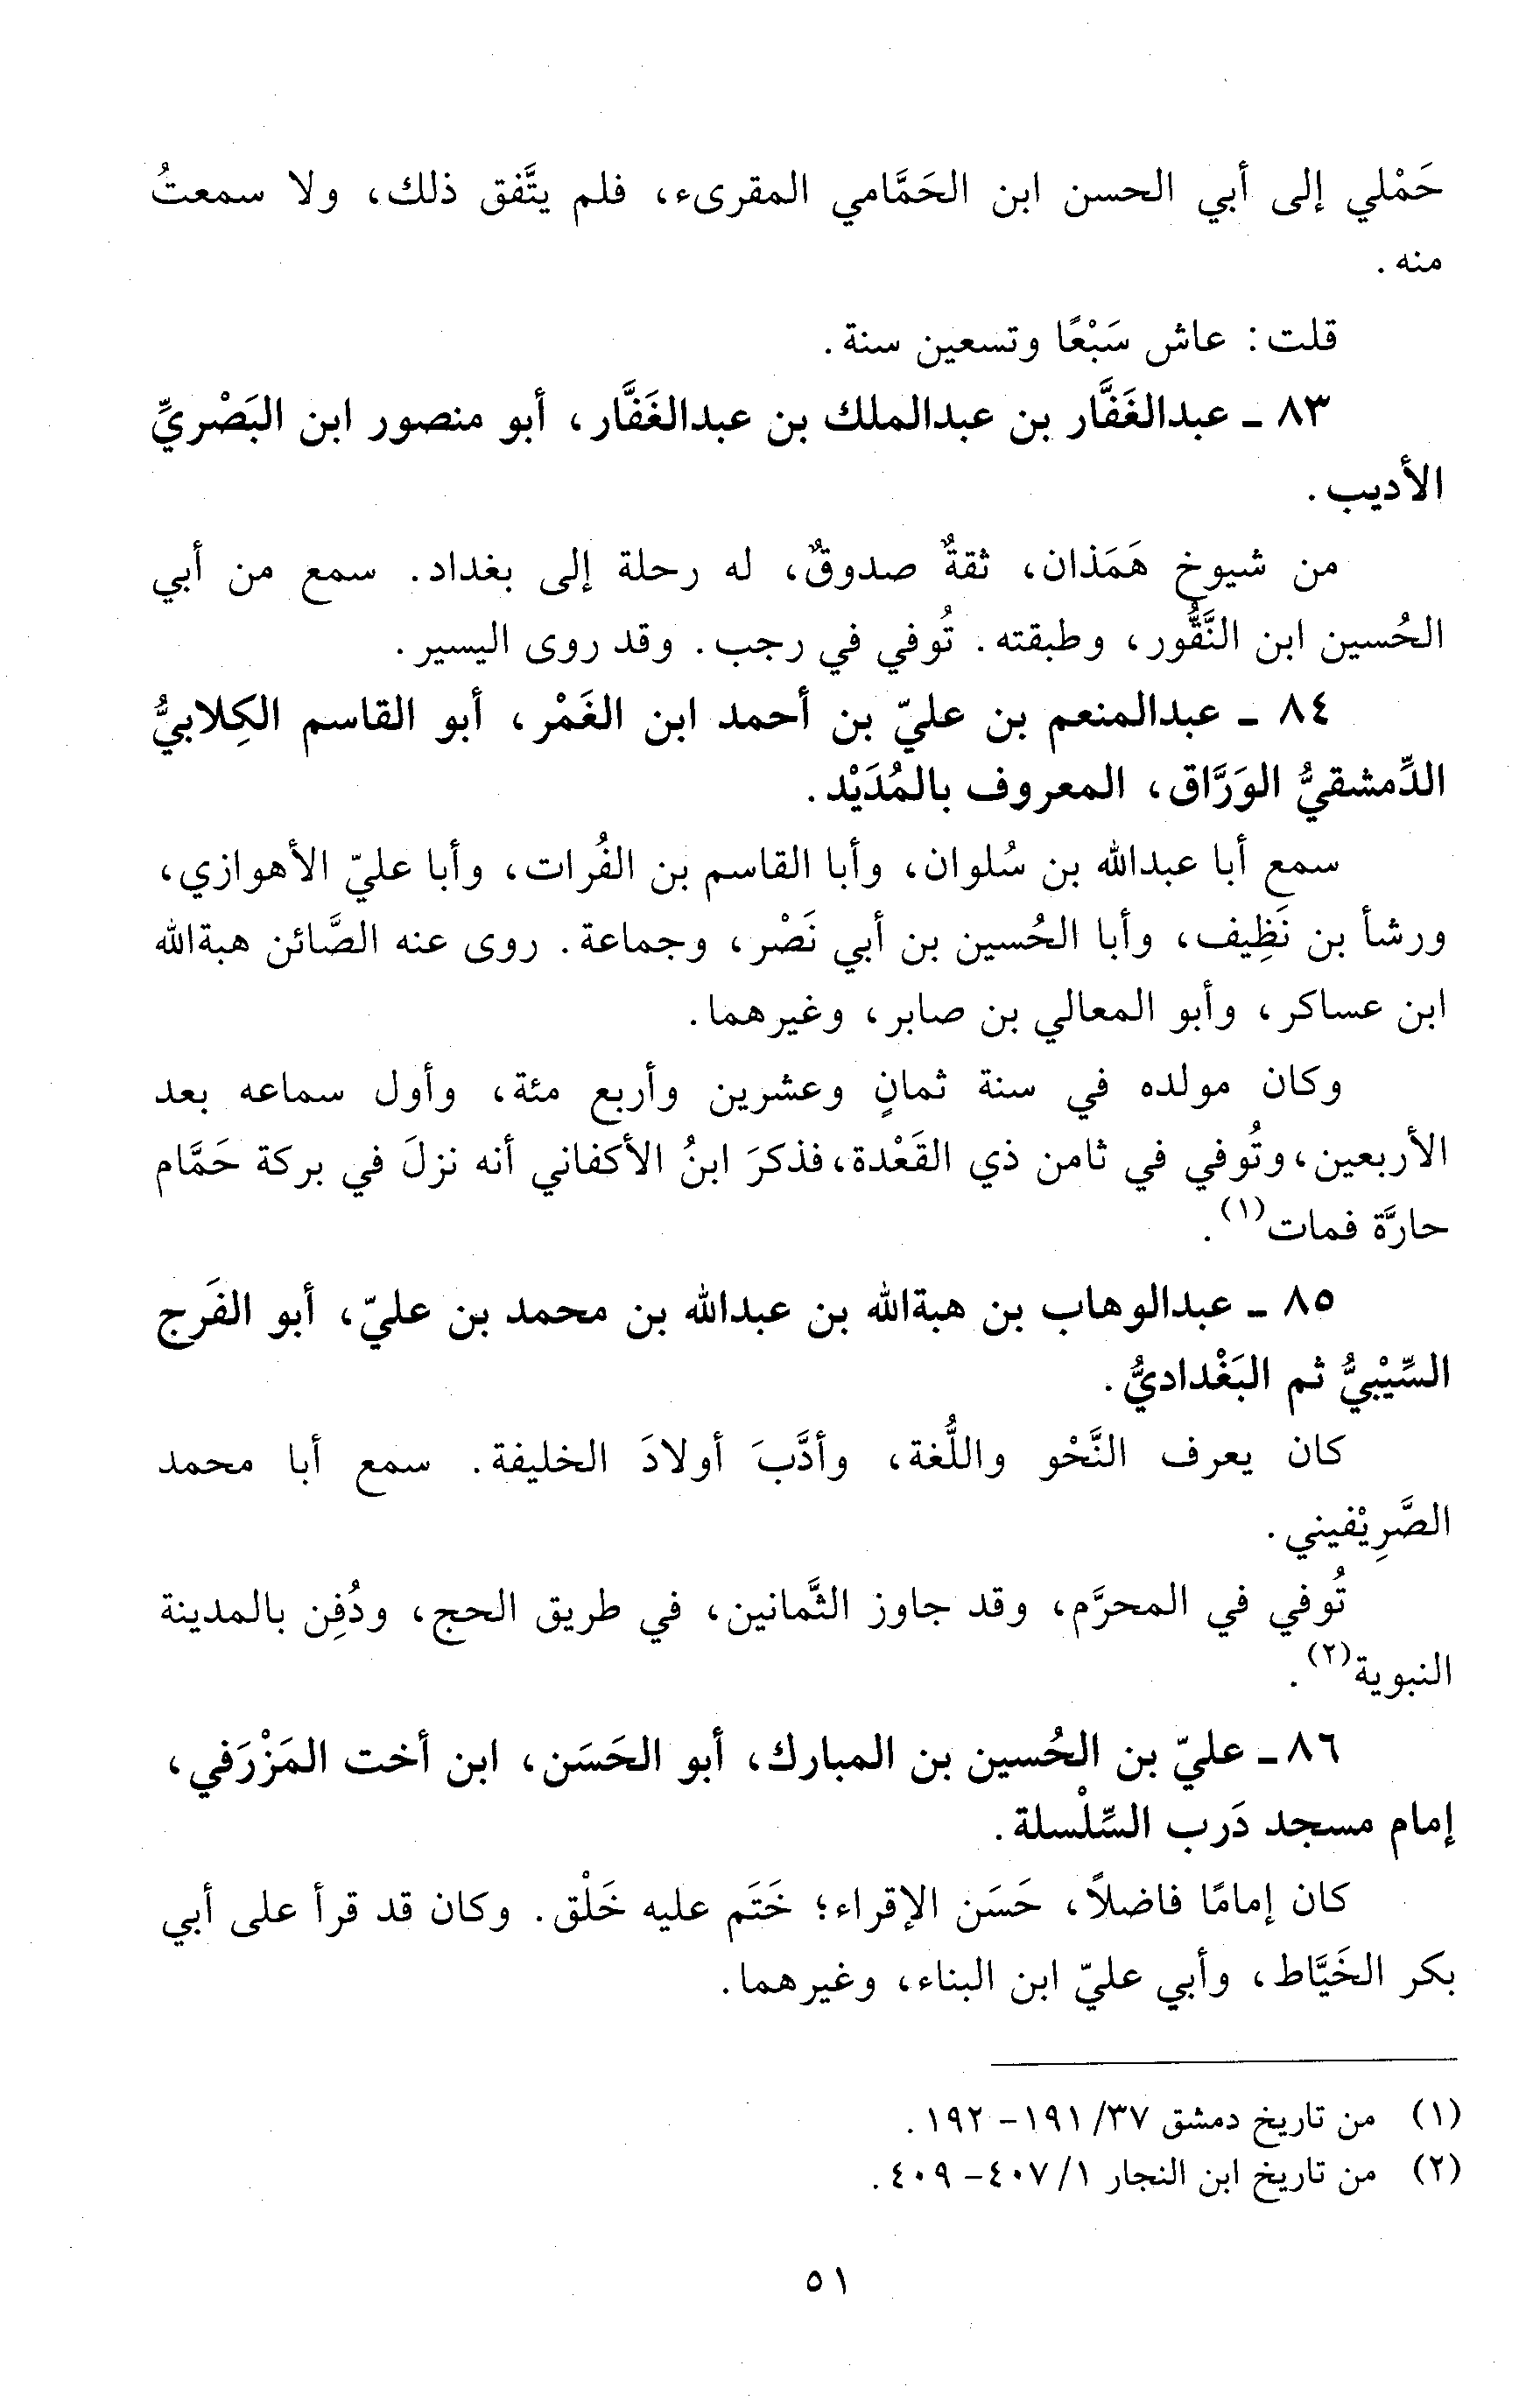 حَمْلي إلى أبي الحسن ابن الحَمَّامي المقرىء، فلم يتَّفق ذلك، ولا سمعتُ
منه.
قلت: عاش سَبْعًا وتسعين سنة.
٨٣ - عبدالغَفَّار بن عبدالملك بن عبدالغَفَّار، أبو منصور ابن البَصْريِّ
الأديب.
من شيوخ هَمَذان، ثقةٌ صدوقٌ، له رحلة إلى بغداد. سمع من أبي
الحُسين ابن النَّقُّور، وطبقته. تُوفي في رجب. وقد روى اليسير.
٨٤ - عبدالمنعم بن عليّ بن أحمد ابن الغَمْر، أبو القاسم الكِلابيُّ
الدِّمشقيُّ الوَرَّاق، المعروف بالمُدَيْد.
سمع أبا عبدالله بن سُلوان، وأبا القاسم بن الفُرات، وأبا عليّ الأهوازي،
ورشأ بن نَظِيف، وأبا الحُسين بن أبي نَصْر، وجماعة. روى عنه الصَّائن هبةالله
ابن عساكر، وأبو المعالي بن صابر، وغيرهما.
وكان مولده في سنة ثمانٍ وعشرين وأربع مئة، وأول سماعه بعد
الأربعين، وتُوفي في ثامن ذي القَعْدة، فذكرَ ابنُ الأكفاني أنه نزلَ في بركة حَمَّام
حارَّة فمات(١).
٨٥ - عبدالوهاب بن هبةالله بن عبدالله بن محمد بن عليّ، أبو الفَرج
السِّيْبيُّ ثم البَغْداديُّ.
كان يعرف النَّحْو واللُّغة، وأدَّبَ أولادَ الخليفة. سمع أبا محمد
الصَّرِيْفيني.
تُوفي في المحرَّم، وقد جاوز الثَّمانين، في طريق الحج، ودُفِن بالمدينة
النبوية(٢).
٨٦ - عليّ بن الحُسين بن المبارك، أبو الحَسَن، ابن أخت المَزْرَفي،
إمام مسجد دَرب السِّلْسلة.
كان إمامًا فاضلاً، حَسَن الإقراء؛ خَتَم عليه خَلْق. وكان قد قرأ على أبي
بكر الخَيَّاط، وأبي عليّ ابن البناء، وغيرهما.
(١) من تاريخ دمشق ٣٧/ ١٩١ - ١٩٢.
(٢) من تاريخ ابن النجار ١/ ٤٠٧ - ٤٠٩.
٥١